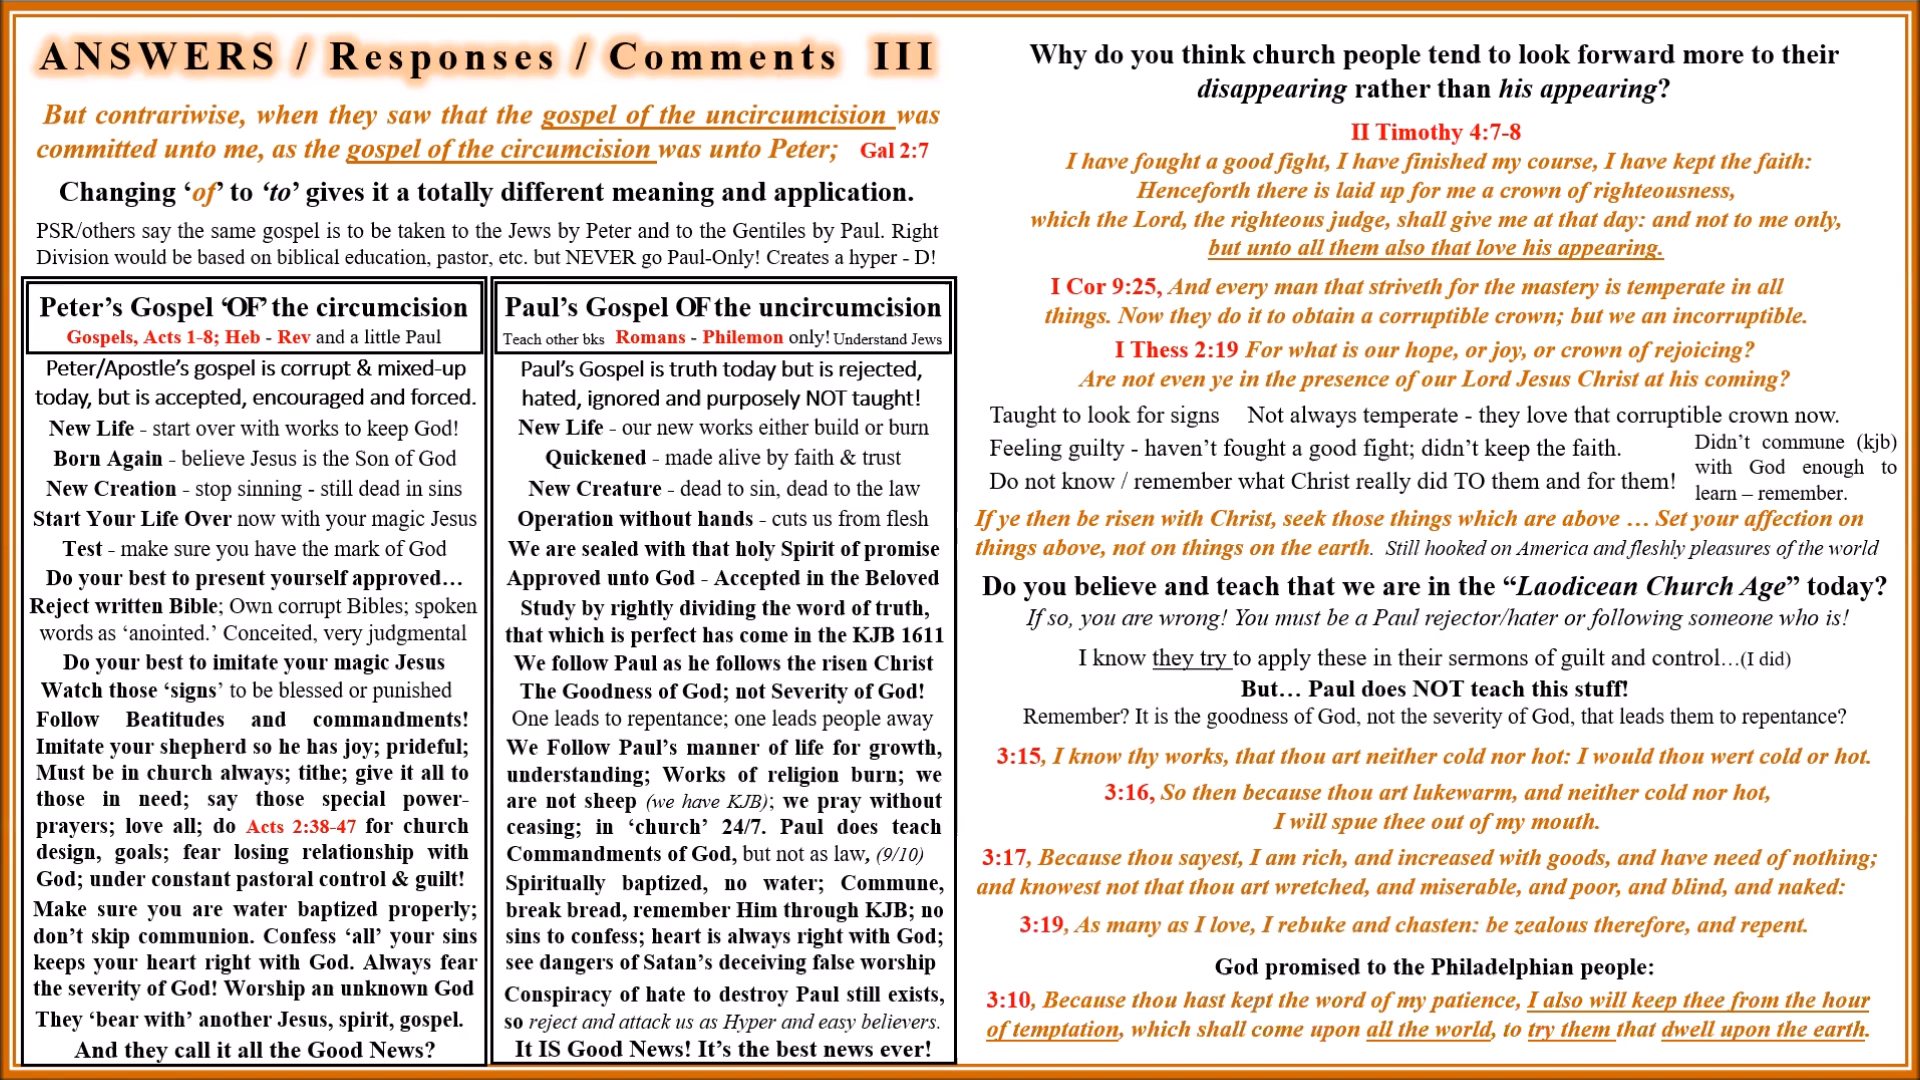 ANSWERS / Responses / Comments III
But contrariwise, when they saw that the gospel of the uncircumcision was
committed unto me, as the gospel of the circumcision was unto Peter; Gal 2:7
Changing ‘of’ to ‘to’ gives it a totally different meaning and application.
PSR/others say the same gospel is to be taken to the Jews by Peter and to the Gentiles by Paul. Right
Division would be based on biblical education, pastor, etc. but NEVER go Paul-Only! Creates a hyper - D!
Peter’s Gospel ‘OF’ the circumcision
Gospels, Acts 1-8; Heb - Rev and a little Paul
Peter/Apostle’s gospel is corrupt & mixed-up
today, but is accepted, encouraged and forced.
New Life - start over with works to keep God!
Born Again - believe Jesus is the Son of God
New Creation - stop sinning - still dead in sins
Start Your Life Over now with your magic Jesus
Test - make sure you have the mark of God
Do your best to present yourself approved…
Reject written Bible; Own corrupt Bibles; spoken
words as ‘anointed.’ Conceited, very judgmental
Do your best to imitate your magic Jesus
Watch those ‘signs’ to be blessed or punished
Follow Beatitudes and commandments!
Imitate your shepherd so he has joy; prideful;
Must be in church always; tithe; give it all to
those in need; say those special power-
prayers; love all; do Acts 2:38-47 for church
design, goals; fear losing relationship with
God; under constant pastoral control & guilt!
Make sure you are water baptized properly;
don’t skip communion. Confess ‘all’ your sins
keeps your heart right with God. Always fear
the severity of God! Worship an unknown God
They ‘bear with’ another Jesus, spirit, gospel.
And they call it all the Good News?
Paul’s Gospel OF the uncircumcision
Teach other bks Romans - Philemon only! Understand Jews
Paul’s Gospel is truth today but is rejected,
hated, ignored and purposely NOT taught!
New Life - our new works either build or burn
Quickened - made alive by faith & trust
New Creature - dead to sin, dead to the law
Operation without hands - cuts us from flesh
We are sealed with that holy Spirit of promise
Approved unto God - Accepted in the Beloved
Study by rightly dividing the word of truth,
that which is perfect has come in the KJB 1611
We follow Paul as he follows the risen Christ
The Goodness of God; not Severity of God!
One leads to repentance; one leads people away
We Follow Paul’s manner of life for growth,
understanding; Works of religion burn; we
are not sheep (we have KJB); we pray without
ceasing; in ‘church’ 24/7. Paul does teach
Commandments of God, but not as law, (9/10)
Spiritually baptized, no water; Commune,
break bread, remember Him through KJB; no
sins to confess; heart is always right with God;
see dangers of Satan’s deceiving false worship
Conspiracy of hate to destroy Paul still exists,
so reject and attack us as Hyper and easy believers.
It IS Good News! It’s the best news ever!
Why do you think church people tend to look forward more to their
disappearing rather than his appearing?
II Timothy 4:7-8
I have fought a good fight, I have finished my course, I have kept the faith:
Henceforth there is laid up for me a crown of righteousness,
which the Lord, the righteous judge, shall give me at that day: and not to me only,
but unto all them also that love his appearing.
I Cor 9:25, And every man that striveth for the mastery is temperate in all
things. Now they do it to obtain a corruptible crown; but we an incorruptible.
I Thess 2:19 For what is our hope, or joy, or crown of rejoicing?
Are not even ye in the presence of our Lord Jesus Christ at his coming?
Taught to look for signs Not always temperate - they love that corruptible crown now.
Feeling guilty - haven’t fought a good fight; didn’t keep the faith.
Do not know / remember what Christ really did TO them and for them!
Didn’t commune (kjb)
with God enough to
learn – remember.
If ye then be risen with Christ, seek those things which are above … Set your affection on
things above, not on things on the earth. Still hooked on America and fleshly pleasures of the world
Do you believe and teach that we are in the “Laodicean Church Age” today?
If so, you are wrong! You must be a Paul rejector/hater or following someone who is!
I know they try to apply these in their sermons of guilt and control…(I did)
But… Paul does NOT teach this stuff!
Remember? It is the goodness of God, not the severity of God, that leads them to repentance?
3:15, I know thy works, that thou art neither cold nor hot: I would thou wert cold or hot.
3:16, So then because thou art lukewarm, and neither cold nor hot,
I will spue thee out of my mouth.
3:17, Because thou sayest, I am rich, and increased with goods, and have need of nothing;
and knowest not that thou art wretched, and miserable, and poor, and blind, and naked:
3:19, As many as I love, I rebuke and chasten: be zealous therefore, and repent.
God promised to the Philadelphian people:
3:10, Because thou hast kept the word of my patience, I also will keep thee from the hour
of temptation, which shall come upon all the world, to try them that dwell upon the earth.